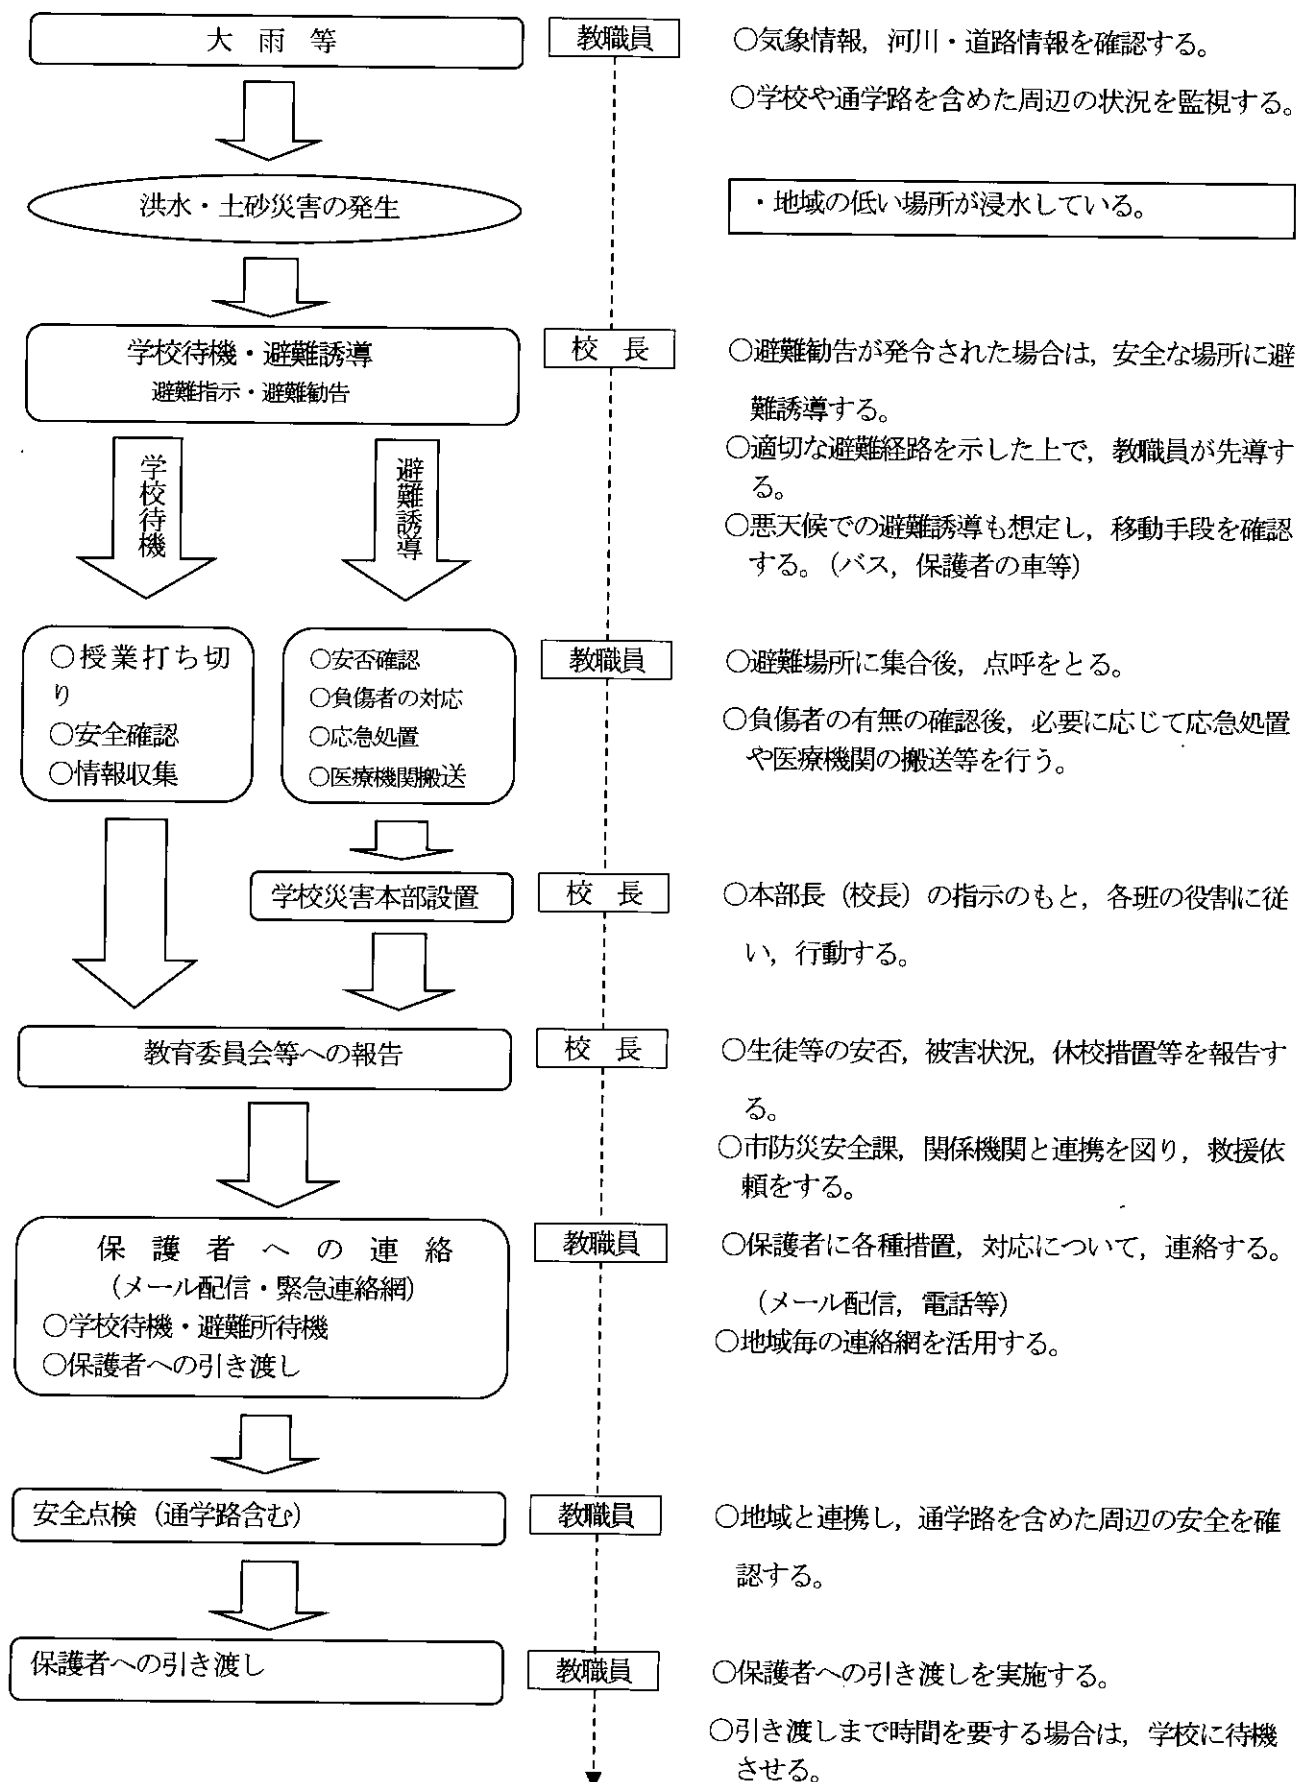 大　雨　等
教職員
○気象情報，河川・道路情報を確認する。
○学校や通学路を含めた周辺の状況を監視する。
洪水・土砂災害の発生
・地域の低い場所が浸水している。
学校待機・避難誘導
避難指示・避難勧告
校　長
○避難勧告が発令された場合は，安全な場所に避
難誘導する。
○適切な避難経路を示した上で，教職員が先導す
る。
○悪天候での避難誘導も想定し，移動手段を確認
する。（バス，保護者の車等）
学校待機
避難誘導
○授業打ち切
り
○安全確認
○情報収集
○安否確認
○負傷者の対応
○応急処置
○医療機関搬送
教職員
○避難場所に集合後，点呼をとる。
○負傷者の有無の確認後，必要に応じて応急処置
や医療機関の搬送等を行う。
学校災害本部設置
校　長
○本部長（校長）の指示のもと，各班の役割に従
い，行動する。
教育委員会等への報告
校　長
○生徒等の安否，被害状況，休校措置等を報告す
る。
○市防災安全課，関係機関と連携を図り，救援依
頼をする。
保　護　者　へ　の　連　絡
（メール配信・緊急連絡網）
○学校待機・避難所待機
○保護者への引き渡し
教職員
○保護者に各種措置，対応について，連絡する。
（メール配信，電話等）
○地域毎の連絡網を活用する。
安全点検（通学路含む）
教職員
○地域と連携し，通学路を含めた周辺の安全を確
認する。
保護者への引き渡し
教職員
○保護者への引き渡しを実施する。
○引き渡しまで時間を要する場合は，学校に待機
させる。